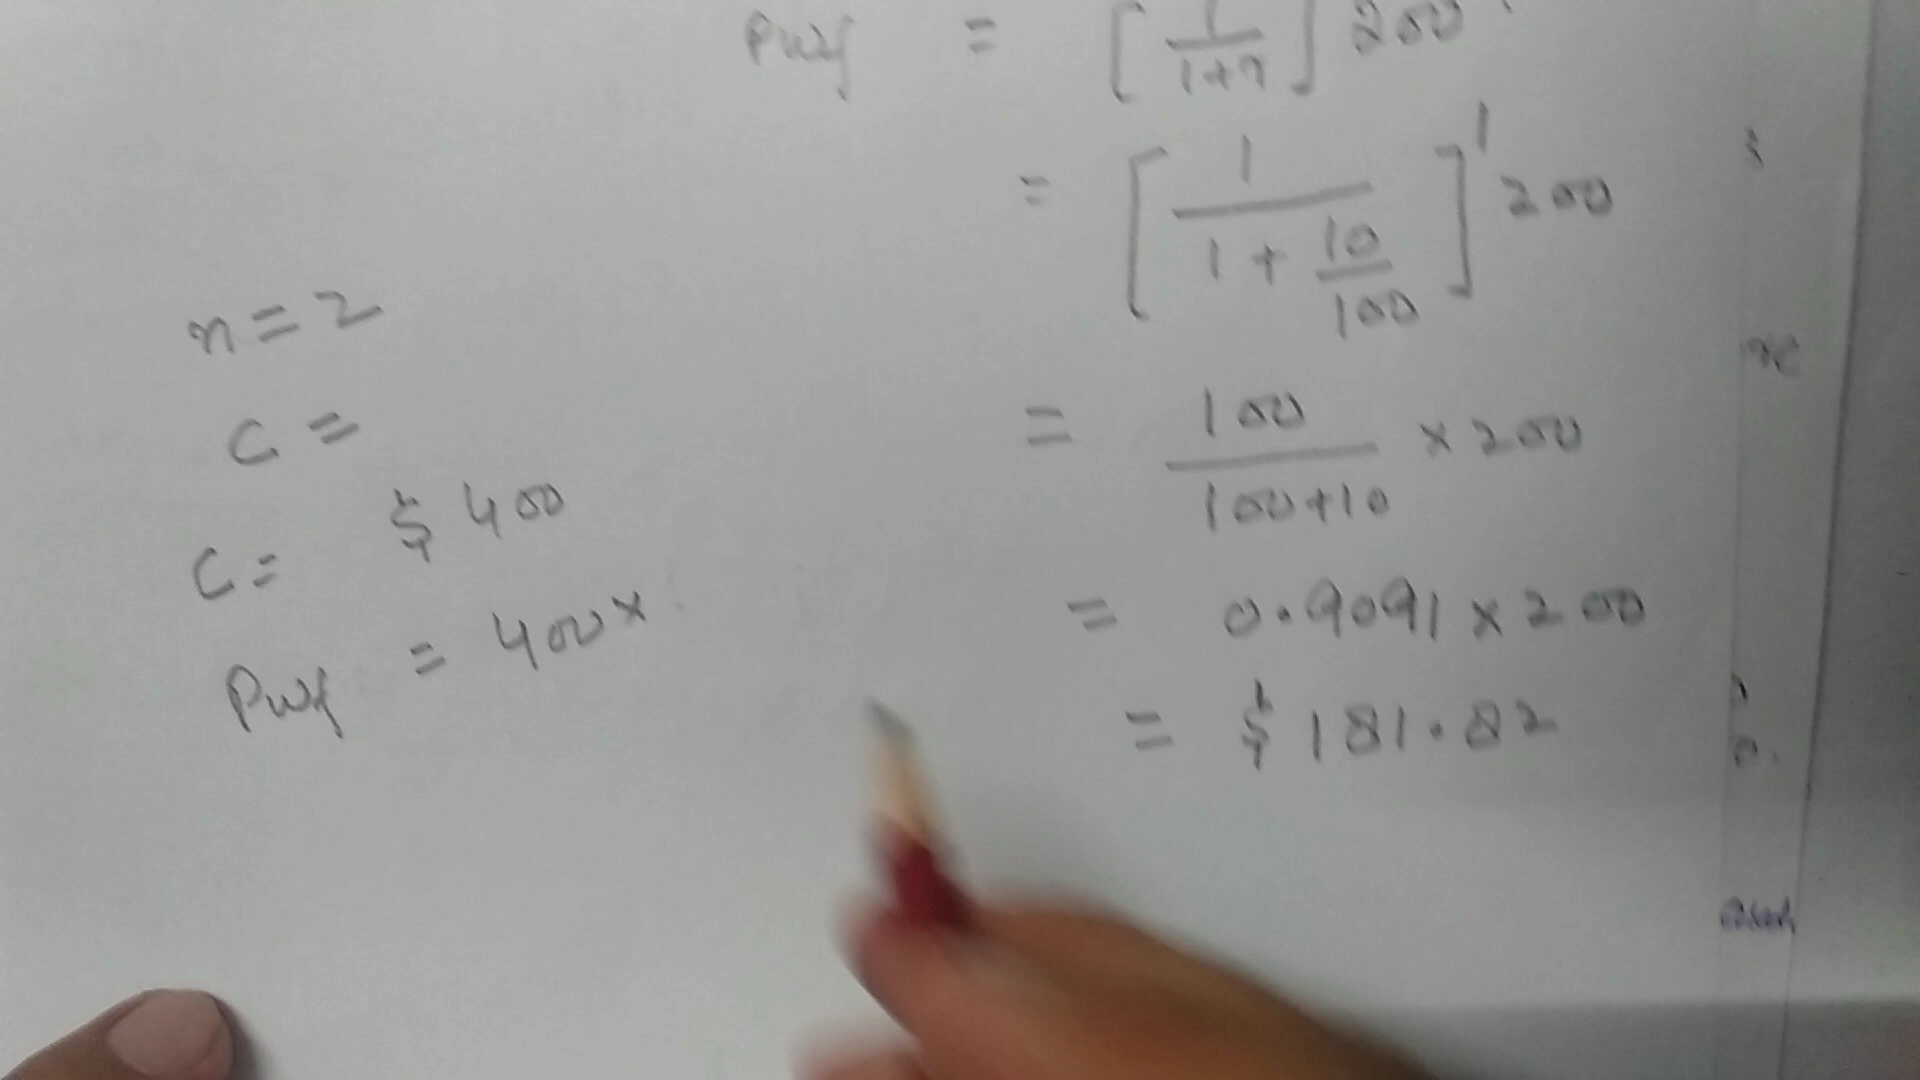 Pwf = [1/1+r] 200
= [1/1 + 10/100]^1 200
= 100/100+10 x 200
= 0.9091 x 200
= $ 181.82
n = 2
C =
C = $ 400
Pwf = 400 x